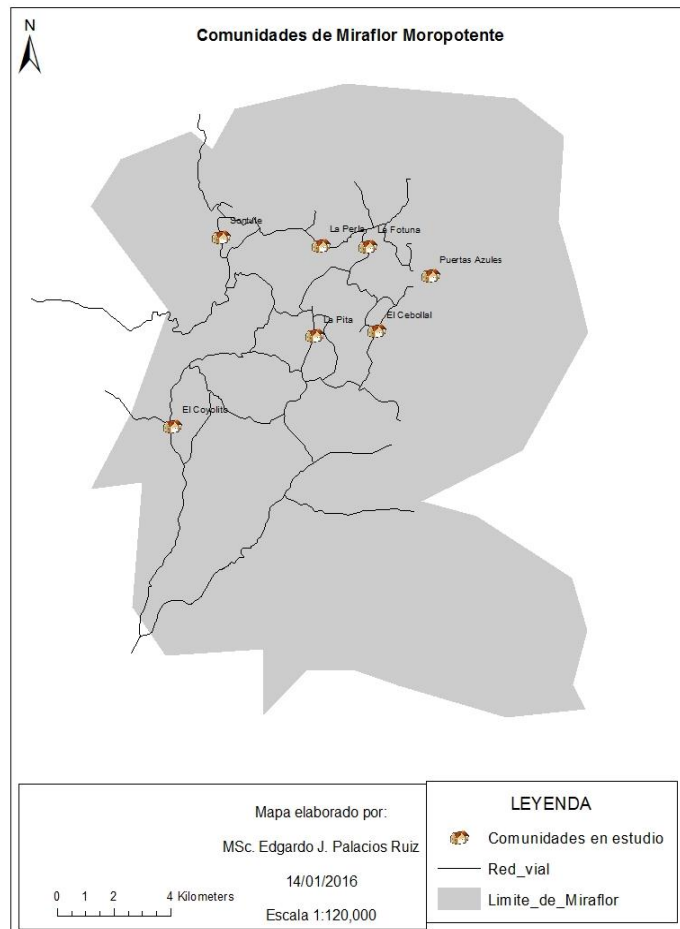 N
Comunidades de Miraflor Moropotente
La Perla
La Fotuna
Puertas Azules
La Pita
El Cebollal
El Coyolito
Mapa elaborado por:
MSc. Edgardo J. Palacios Ruiz
14/01/2016
0 1 2 4 Kilometers
Escala 1:120,000
LEYENDA
Comunidades en estudio
Red_vial
Limite_de_Miraflor